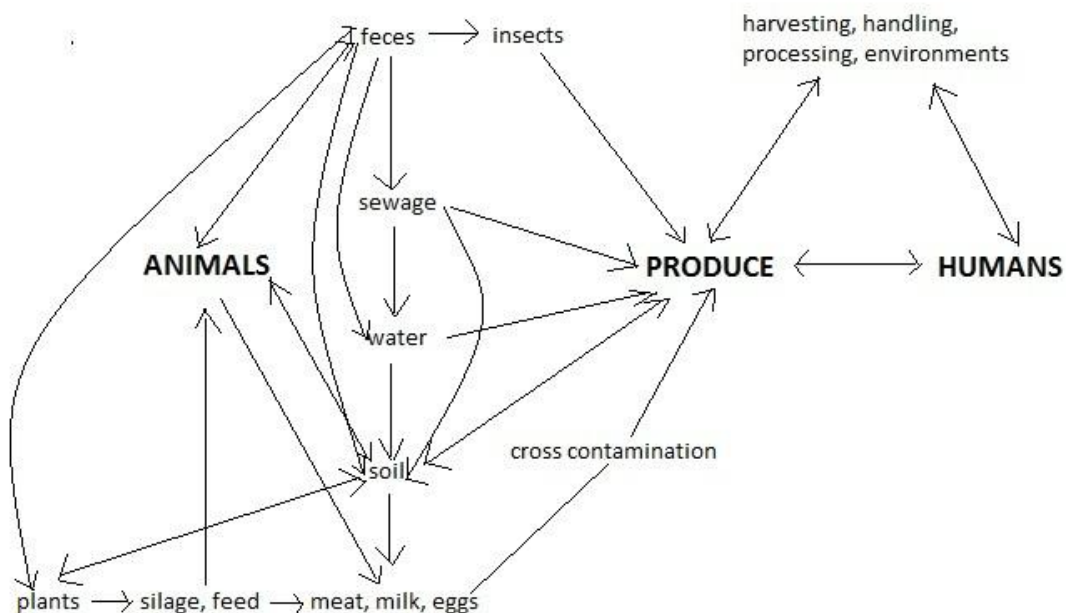 feces
insects
harvesting, handling,
processing, environments
sewage
ANIMALS
PRODUCE
HUMANS
water
cross contamination
soil
plants
silage, feed
meat, milk, eggs